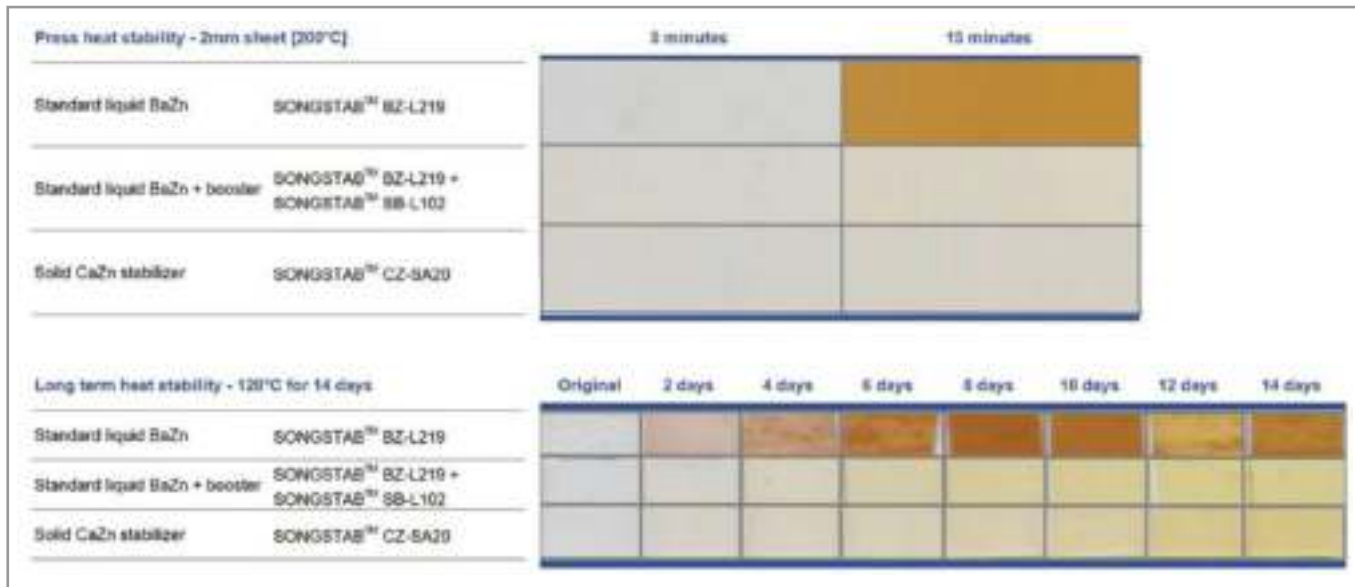 Press heat stability - 2mm sheet [200°C]
minutes
15 minutes
Standard liquid BaZn
SONGSTAB™ BZ-L219
Standard liquid BaZn + booster
SONGSTAB™ BZ-L219 +
SONGSTAB™ SB-L102
Solid CaZn stabilizer
SONGSTAB™ CZ-SA20
Long term heat stability - 120°C for 14 days
Original
2 days
4 days
6 days
8 days
10 days
12 days
14 days
Standard liquid BaZn
SONGSTAB™ BZ-L219
Standard liquid BaZn + booster
SONGSTAB™ BZ-L219 +
SONGSTAB™ SB-L102
Solid CaZn stabilizer
SONGSTAB™ CZ-SA20